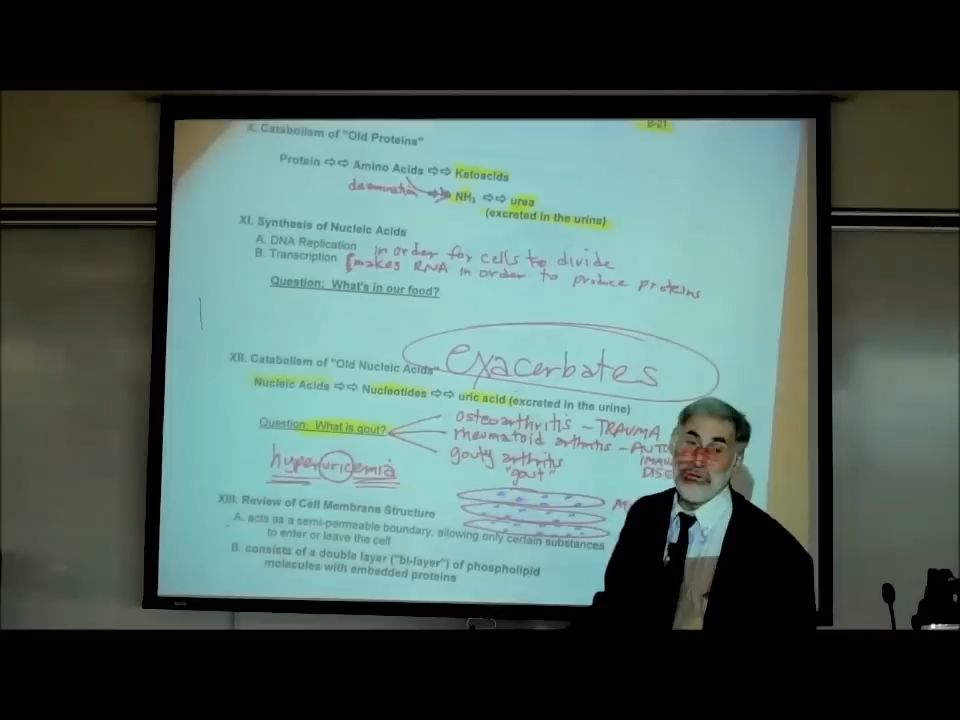 B-21
X. Catabolism of "Old Proteins"
Protein ⇨⇨ Amino Acids ⇨⇨ Ketoacids
deamination NH₃ ⇨⇨ urea
(excreted in the urine)
XI. Synthesis of Nucleic Acids
A. DNA Replication in order for cells to divide
B. Transcription makes RNA in order to produce proteins
Question: What's in our food?
exacerbates
XII. Catabolism of "Old Nucleic Acids"
Nucleic Acids ⇨⇨ Nucleotides ⇨⇨ uric acid (excreted in the urine)
osteoarthritis - TRAUMA
Question: What is gout? rheumatoid arthritis -
gouty arthritis
"gout"
hyperuricemia
XIII. Review of Cell Membrane Structure
A. acts as a semi-permeable boundary, allowing only certain substances
to enter or leave the cell
B. consists of a double layer ("bi-layer") of phospholipid
molecules with embedded proteins